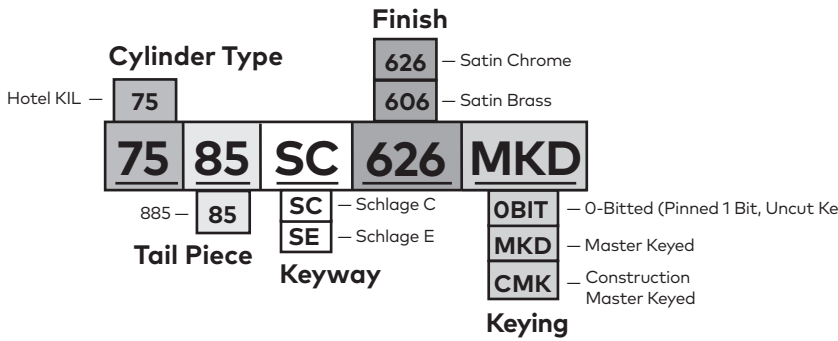 Finish
Cylinder Type
626 – Satin Chrome
Hotel KIL – 75
606 – Satin Brass
75 85 SC 626 MKD
885 – 85
Tail Piece
SC – Schlage C
SE – Schlage E
Keyway
0BIT – 0-Bitted (Pinned 1 Bit, Uncut Ke
MKD – Master Keyed
CMK – Construction
Master Keyed
Keying